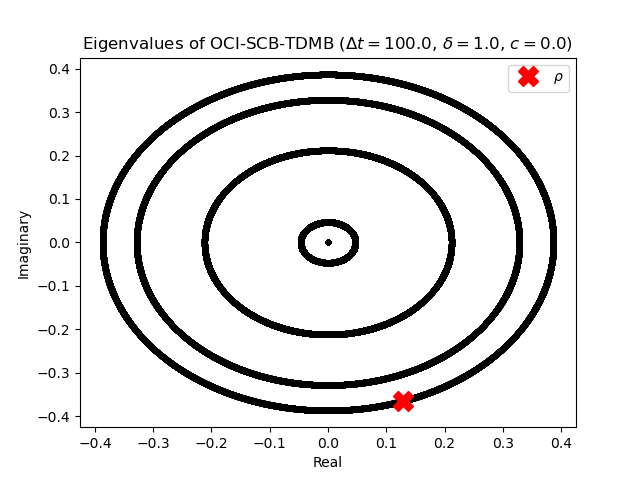 Eigenvalues of OCI-SCB-TDMB (Δt = 100.0, δ = 1.0, c = 0.0)
ρ
0.4
0.3
0.2
0.1
0.0
−0.1
−0.2
−0.3
−0.4
Imaginary
−0.4 −0.3 −0.2 −0.1 0.0 0.1 0.2 0.3 0.4
Real